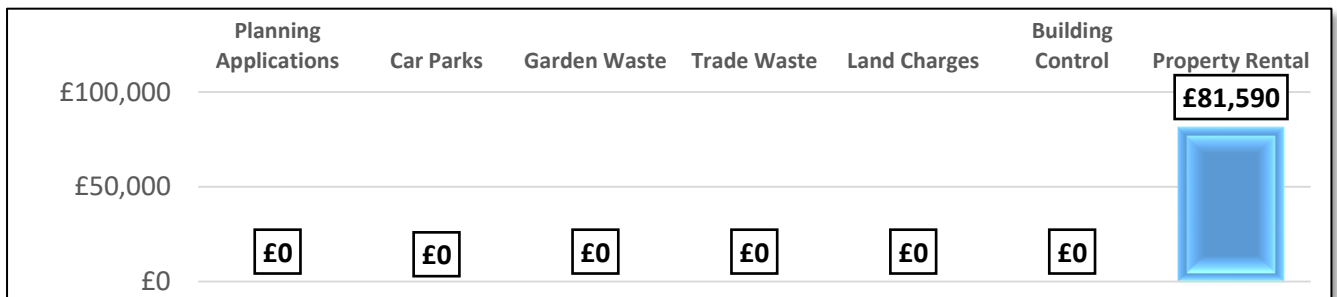 Planning Applications
Car Parks
Garden Waste
Trade Waste
Land Charges
Building Control
Property Rental
£100,000
£81,590
£50,000
£0
£0
£0
£0
£0
£0
£0